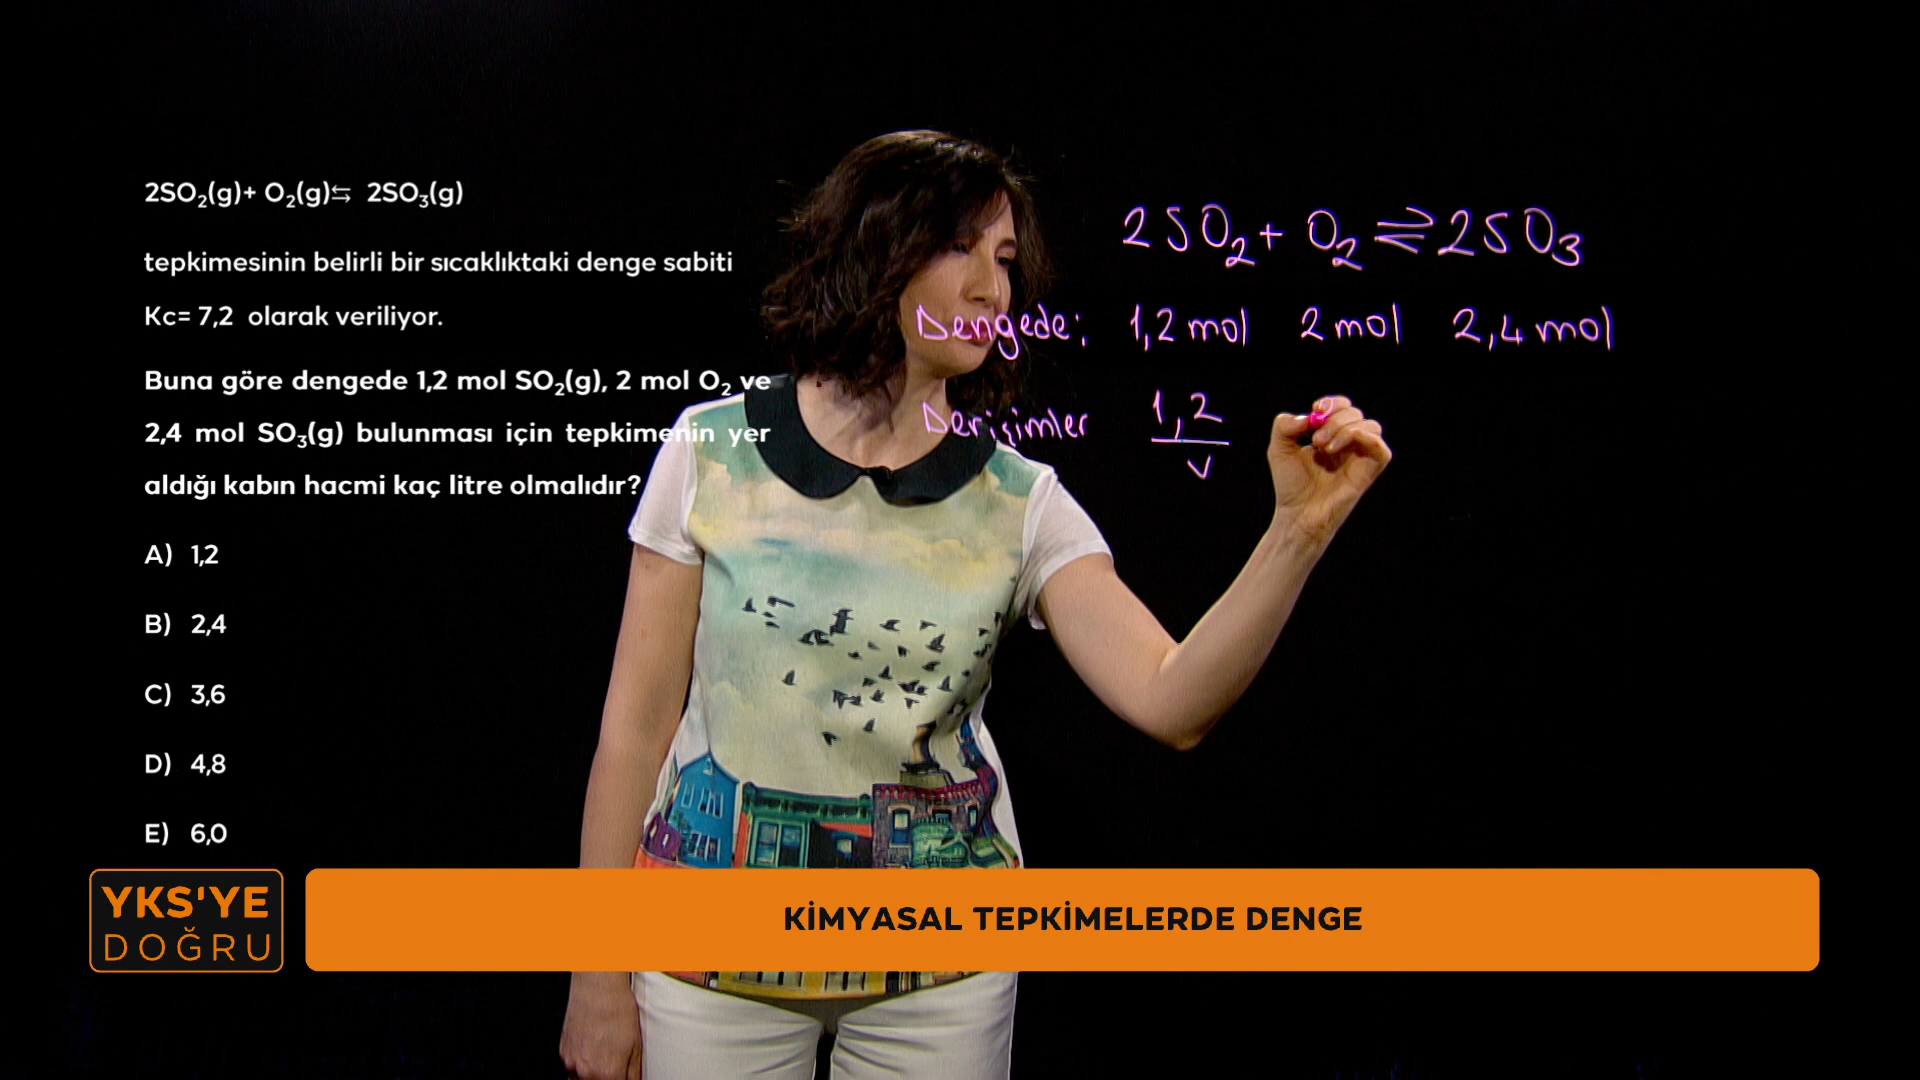 2SO₂(g)+ O₂(g)⇆ 2SO₃(g)
tepkimesinin belirli bir sıcaklıktaki denge sabiti
Kc= 7,2 olarak veriliyor.
Buna göre dengede 1,2 mol SO₂(g), 2 mol O₂ ve
2,4 mol SO₃(g) bulunması için tepkimenin yer
aldığı kabın hacmi kaç litre olmalıdır?
A) 1,2
B) 2,4
C) 3,6
D) 4,8
E) 6,0
2SO₂ + O₂ ⇌ 2SO₃
Dengede: 1,2 mol 2 mol 2,4 mol
Derişimler 1,2
V
YKS'YE
DOĞRU
KİMYASAL TEPKİMELERDE DENGE